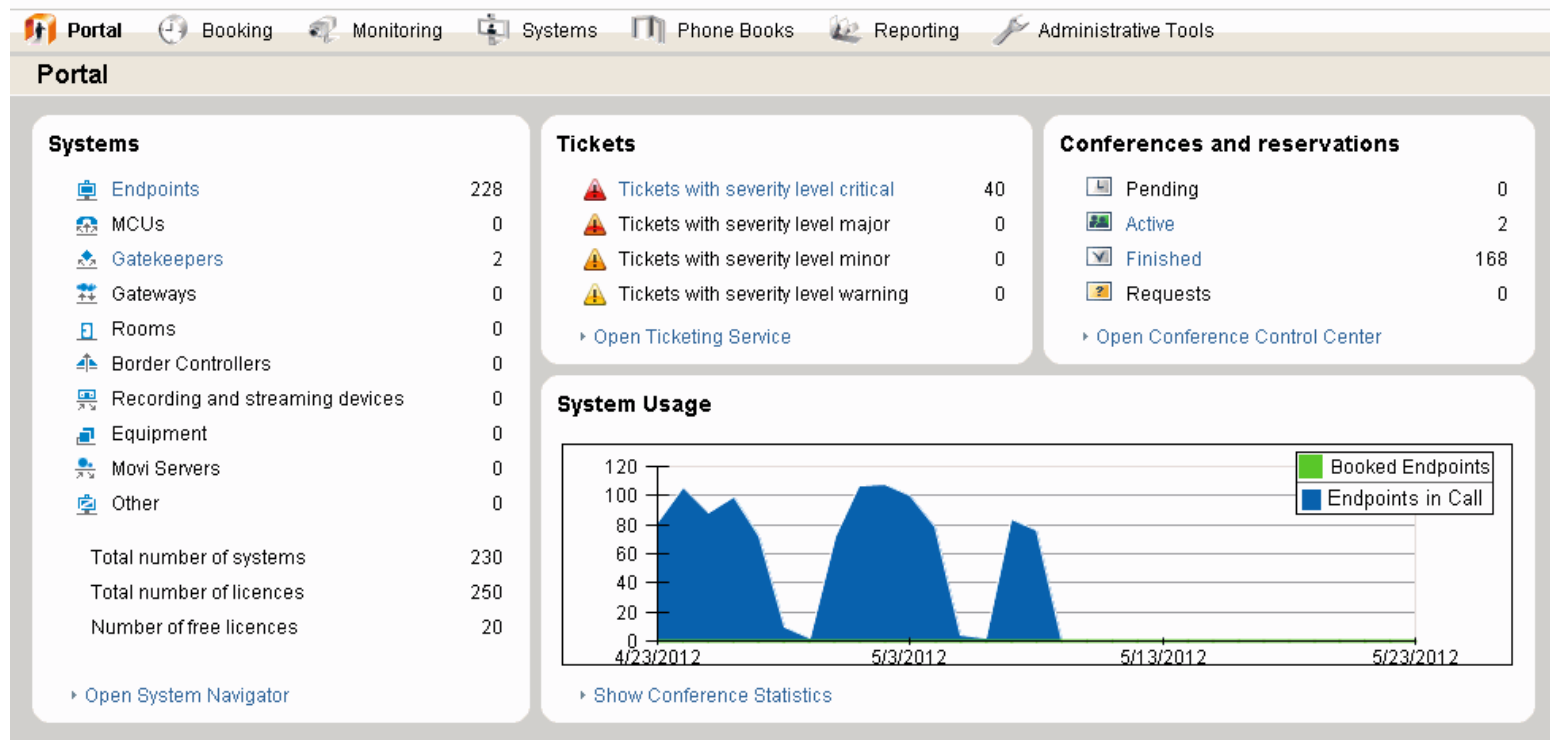 Portal Booking Monitoring Systems Phone Books Reporting Administrative Tools
Portal
Systems
Endpoints 228
MCUs 0
Gatekeepers 2
Gateways 0
Rooms 0
Border Controllers 0
Recording and streaming devices 0
Equipment 0
Movi Servers 0
Other 0
Total number of systems 230
Total number of licences 250
Number of free licences 20
Open System Navigator
Tickets
Tickets with severity level critical 40
Tickets with severity level major 0
Tickets with severity level minor 0
Tickets with severity level warning 0
Open Ticketing Service
Conferences and reservations
Pending 0
Active 2
Finished 168
Requests 0
Open Conference Control Center
System Usage
Booked Endpoints
Endpoints in Call
120
100
80
60
40
20
0
4/23/2012 5/3/2012 5/13/2012 5/23/2012
Show Conference Statistics